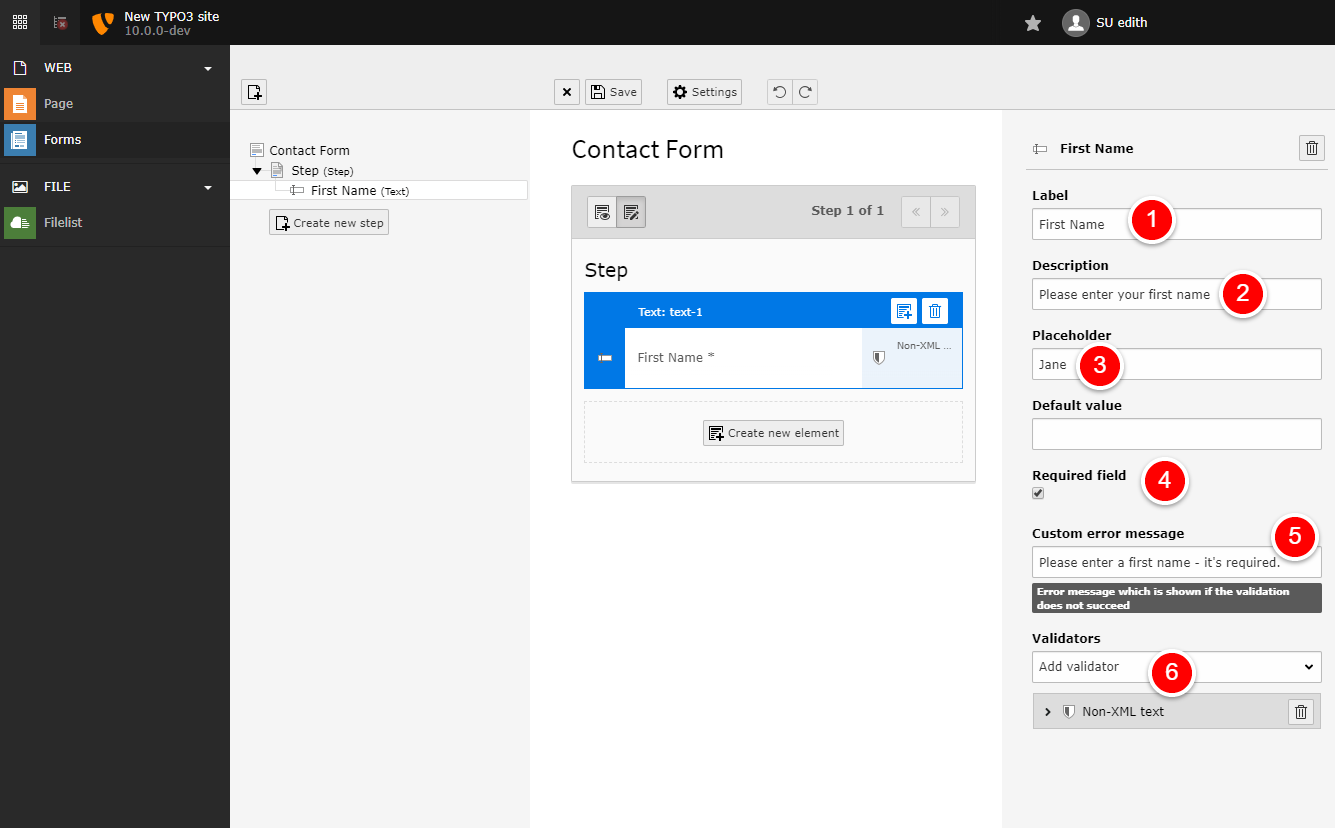 New TYPO3 site
10.0.0-dev
SU edith
WEB
Page
Forms
FILE
Filelist
Save
Settings
Contact Form
Step (Step)
First Name (Text)
Create new step
Contact Form
Step 1 of 1
Step
Text: text-1
First Name *
Non-XML ...
Create new element
First Name
Label
First Name
1
Description
Please enter your first name
2
Placeholder
Jane
3
Default value
Required field
4
Custom error message
5
Please enter a first name - it's required.
Error message which is shown if the validation
does not succeed
Validators
Add validator
6
Non-XML text